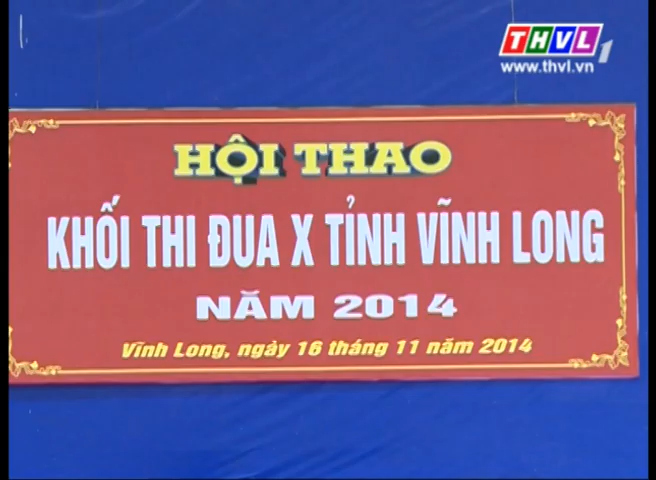 THVL1
www.thvl.vn
HỘI THAO
KHỐI THI ĐUA X TỈNH VĨNH LONG
NĂM 2014
Vĩnh Long, ngày 16 tháng 11 năm 2014